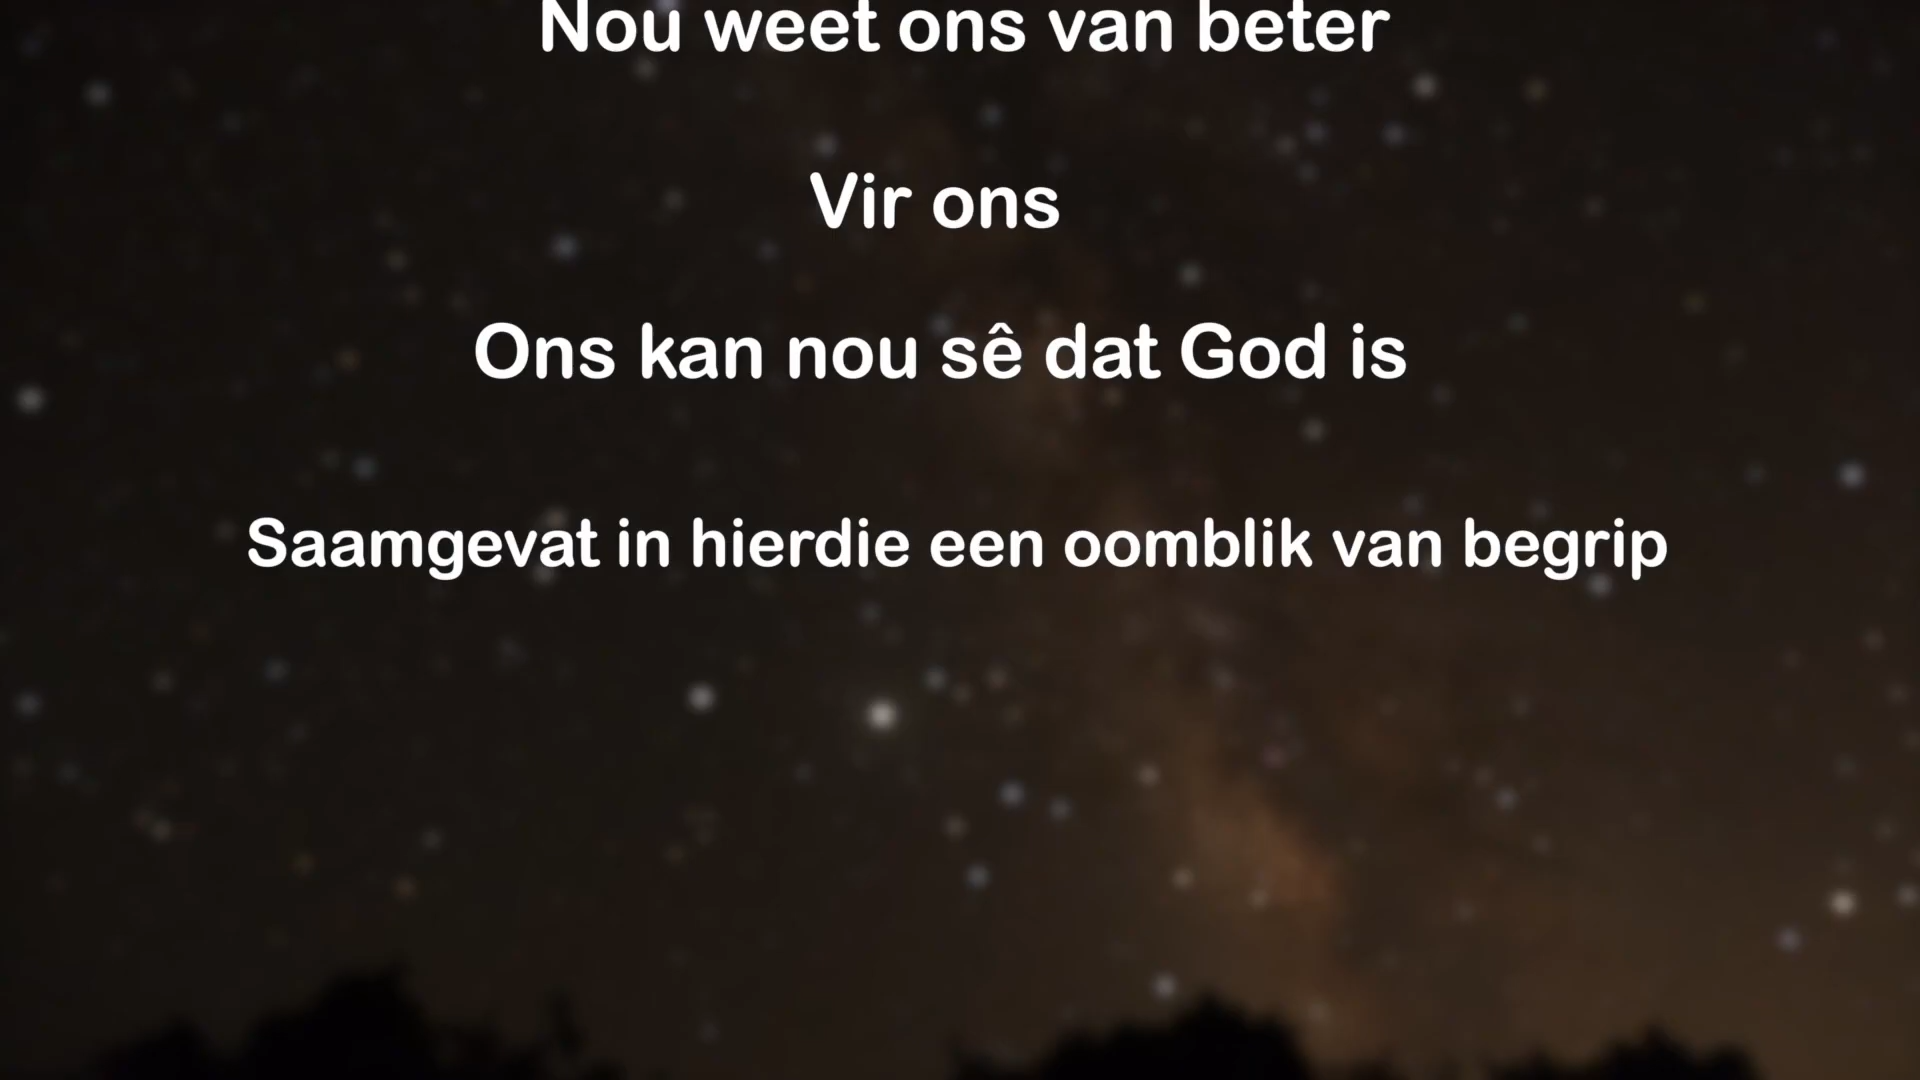 Nou weet ons van beter
Vir ons
Ons kan nou sê dat God is
Saamgevat in hierdie een oomblik van begrip